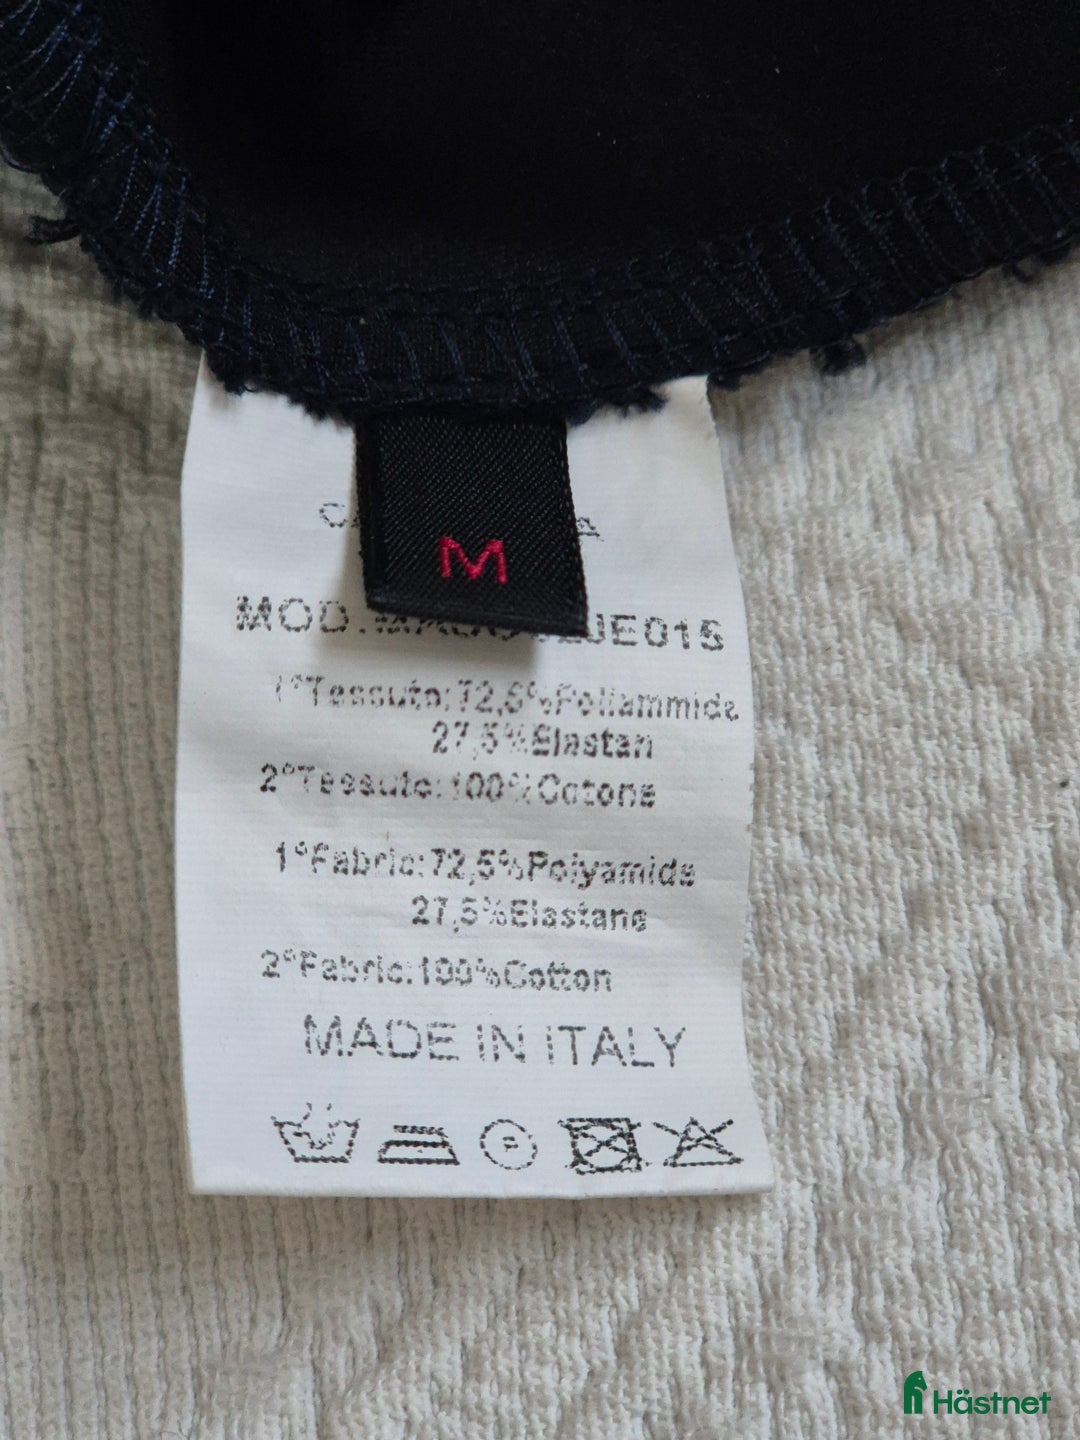 M
MOD.
1°Tessuto:72,5%Poliammide
27,5%Elastan
2°Tessuto:100%Cotone
1°Fabric:72,5%Polyamide
27,5%Elastane
2°Fabric:100%Cotton
MADE IN ITALY
P
Hästnet